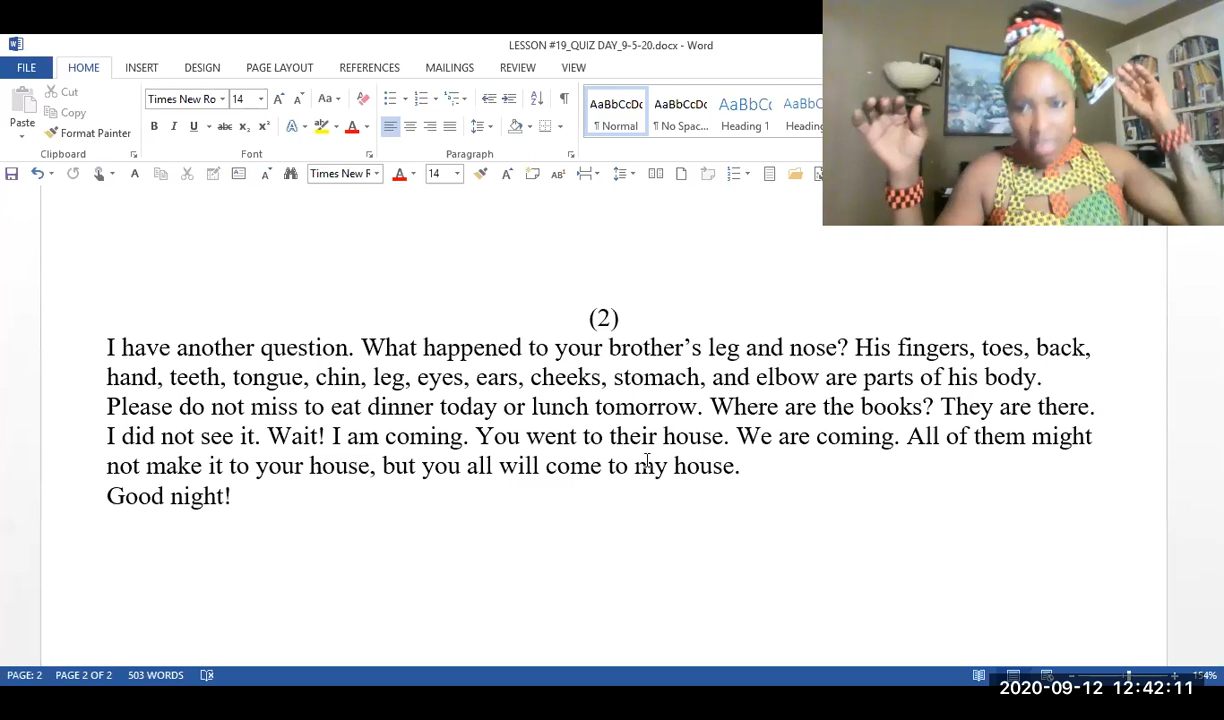 LESSON #19_QUIZ DAY_9-5-20.docx - Word
FILE HOME INSERT DESIGN PAGE LAYOUT REFERENCES MAILINGS REVIEW VIEW
Cut
Copy
Paste
Format Painter
Times New Ro 14
AaBbCcDc AaBbCcDc AaBbC
¶ Normal ¶ No Spac... Heading 1 Heading
Clipboard Font Paragraph
Times New F 14
(2)
I have another question. What happened to your brother’s leg and nose? His fingers, toes, back,
hand, teeth, tongue, chin, leg, eyes, ears, cheeks, stomach, and elbow are parts of his body.
Please do not miss to eat dinner today or lunch tomorrow. Where are the books? They are there.
I did not see it. Wait! I am coming. You went to their house. We are coming. All of them might
not make it to your house, but you all will come to my house.
Good night!
PAGE: 2 PAGE 2 OF 2 503 WORDS 154%
2020-09-12 12:42:11